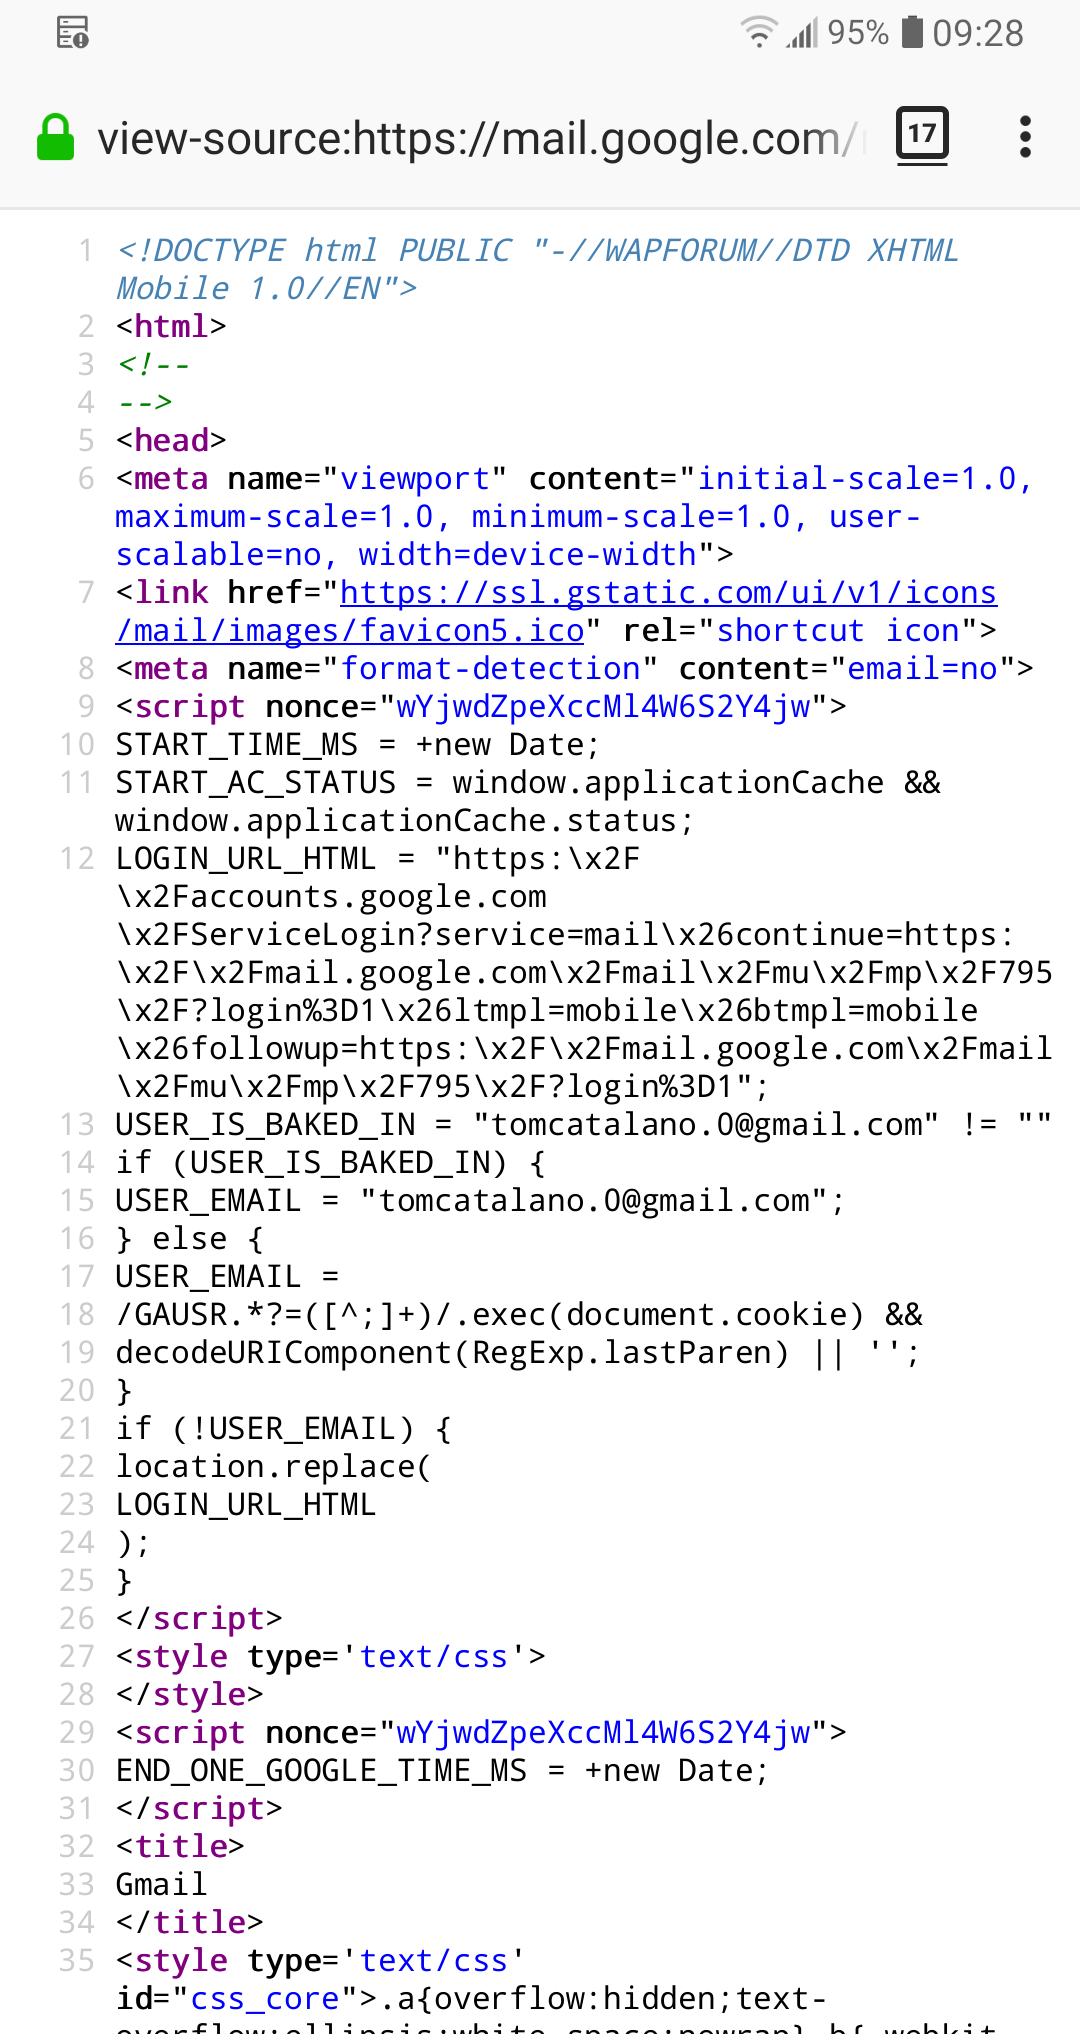 95% 09:28
view-source:https://mail.google.com/ 17
1 <!DOCTYPE html PUBLIC "-//WAPFORUM//DTD XHTML
Mobile 1.0//EN">
2 <html>
3 <!--
4 -->
5 <head>
6 <meta name="viewport" content="initial-scale=1.0,
maximum-scale=1.0, minimum-scale=1.0, user-
scalable=no, width=device-width">
7 <link href="https://ssl.gstatic.com/ui/v1/icons
/mail/images/favicon5.ico" rel="shortcut icon">
8 <meta name="format-detection" content="email=no">
9 <script nonce="wYjwdZpeXccMl4W6S2Y4jw">
10 START_TIME_MS = +new Date;
11 START_AC_STATUS = window.applicationCache &&
window.applicationCache.status;
12 LOGIN_URL_HTML = "https:\x2F
\x2Faccounts.google.com
\x2FServiceLogin?service=mail\x26continue=https:
\x2F\x2Fmail.google.com\x2Fmail\x2Fmu\x2Fmp\x2F795
\x2F?login%3D1\x26ltmpl=mobile\x26btmpl=mobile
\x26followup=https:\x2F\x2Fmail.google.com\x2Fmail
\x2Fmu\x2Fmp\x2F795\x2F?login%3D1";
13 USER_IS_BAKED_IN = "tomcatalano.0@gmail.com" != ""
14 if (USER_IS_BAKED_IN) {
15 USER_EMAIL = "tomcatalano.0@gmail.com";
16 } else {
17 USER_EMAIL =
18 /GAUSR.*?=([^;]+)/.exec(document.cookie) &&
19 decodeURIComponent(RegExp.lastParen) || '';
20 }
21 if (!USER_EMAIL) {
22 location.replace(
23 LOGIN_URL_HTML
24 );
25 }
26 </script>
27 <style type='text/css'>
28 </style>
29 <script nonce="wYjwdZpeXccMl4W6S2Y4jw">
30 END_ONE_GOOGLE_TIME_MS = +new Date;
31 </script>
32 <title>
33 Gmail
34 </title>
35 <style type='text/css'
id="css_core">.a{overflow:hidden;text-
overflow:ellipsis;white-space:nowrap}.b{-webkit-